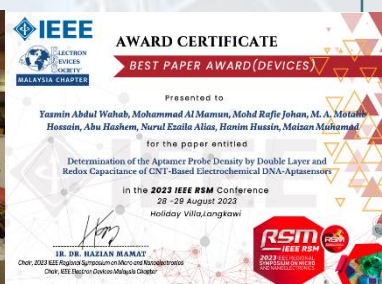 IEEE
ELECTRON
DEVICES
SOCIETY
MALAYSIA CHAPTER
AWARD CERTIFICATE
BEST PAPER AWARD(DEVICES)
Presented to
Yasmin Abdul Wahab, Mohammad Al Mamun, Mohd Rafie Johan, M. A. Motalib
Hossain, Abu Hashem, Nurul Ezaila Alias, Hanim Hussin, Maizan Muhamad
for the paper entitled
Determination of the Aptamer Probe Density by Double Layer and
Redox Capacitance of CNT-Based Electrochemical DNA-Aptasensors
in the 2023 IEEE RSM Conference
28 -29 August 2023
Holiday Villa,Langkawi
IR. DR. HAZIAN MAMAT
Chair, 2023 IEEE Regional Symposium on Micro and Nanoelectronics
Chair, IEEE Electron Devices Malaysia Chapter
RSM
IEEE RSM
2023 IEEE REGIONAL
SYMPOSIUM ON MICRO
AND NANOELECTRONICS